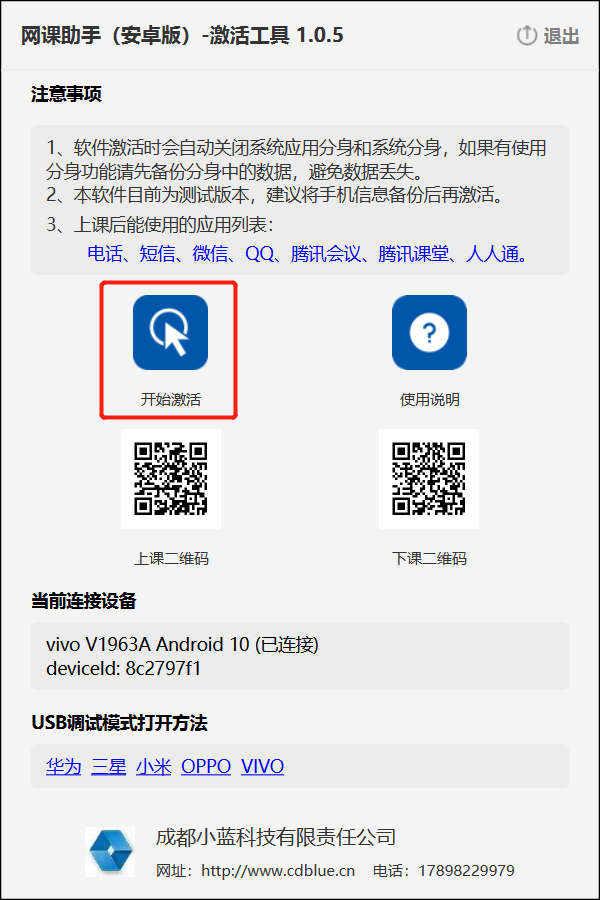 网课助手（安卓版）-激活工具 1.0.5
退出
注意事项
1、软件激活时会自动关闭系统应用分身和系统分身，如果有使用
分身功能请先备份分身中的数据，避免数据丢失。
2、本软件目前为测试版本，建议将手机信息备份后再激活。
3、上课后能使用的应用列表：
电话、短信、微信、QQ、腾讯会议、腾讯课堂、人人通。
开始激活
使用说明
上课二维码
下课二维码
当前连接设备
vivo V1963A Android 10 (已连接)
deviceId: 8c2797f1
USB调试模式打开方法
华为 三星 小米 OPPO VIVO
成都小蓝科技有限责任公司
网址：http://www.cdblue.cn 电话：17898229979